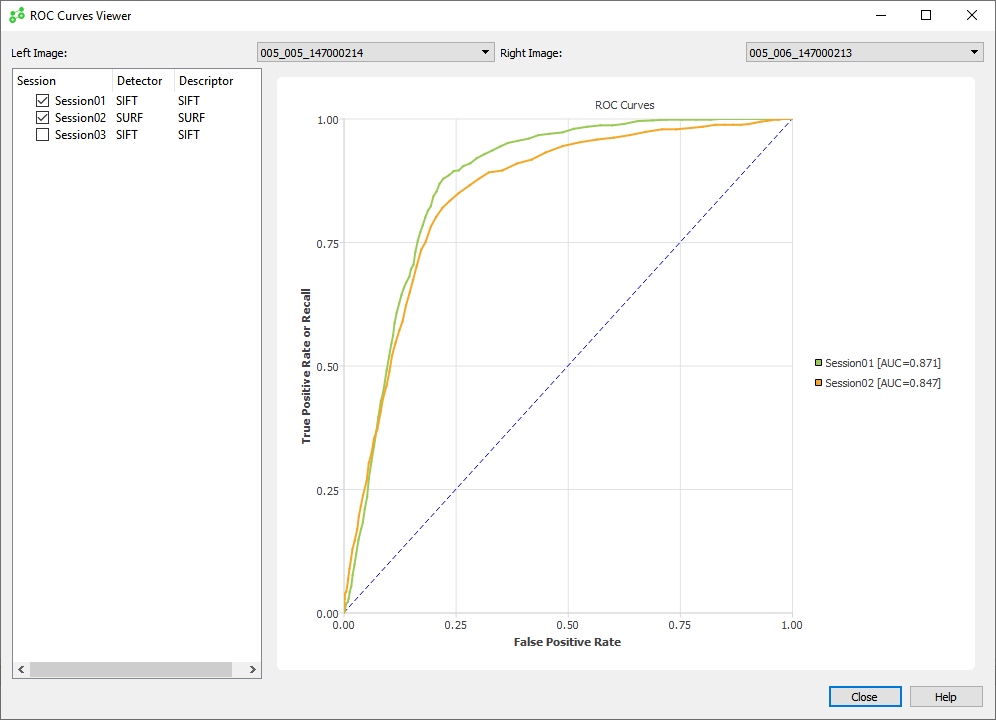 ROC Curves Viewer
Left Image: 005_005_147000214 Right Image: 005_006_147000213
Session Detector Descriptor
Session01 SIFT SIFT
Session02 SURF SURF
Session03 SIFT SIFT
ROC Curves
1.00
0.75
0.50
0.25
0.00
True Positive Rate or Recall
0.00 0.25 0.50 0.75 1.00
False Positive Rate
Session01 [AUC=0.871]
Session02 [AUC=0.847]
Close Help